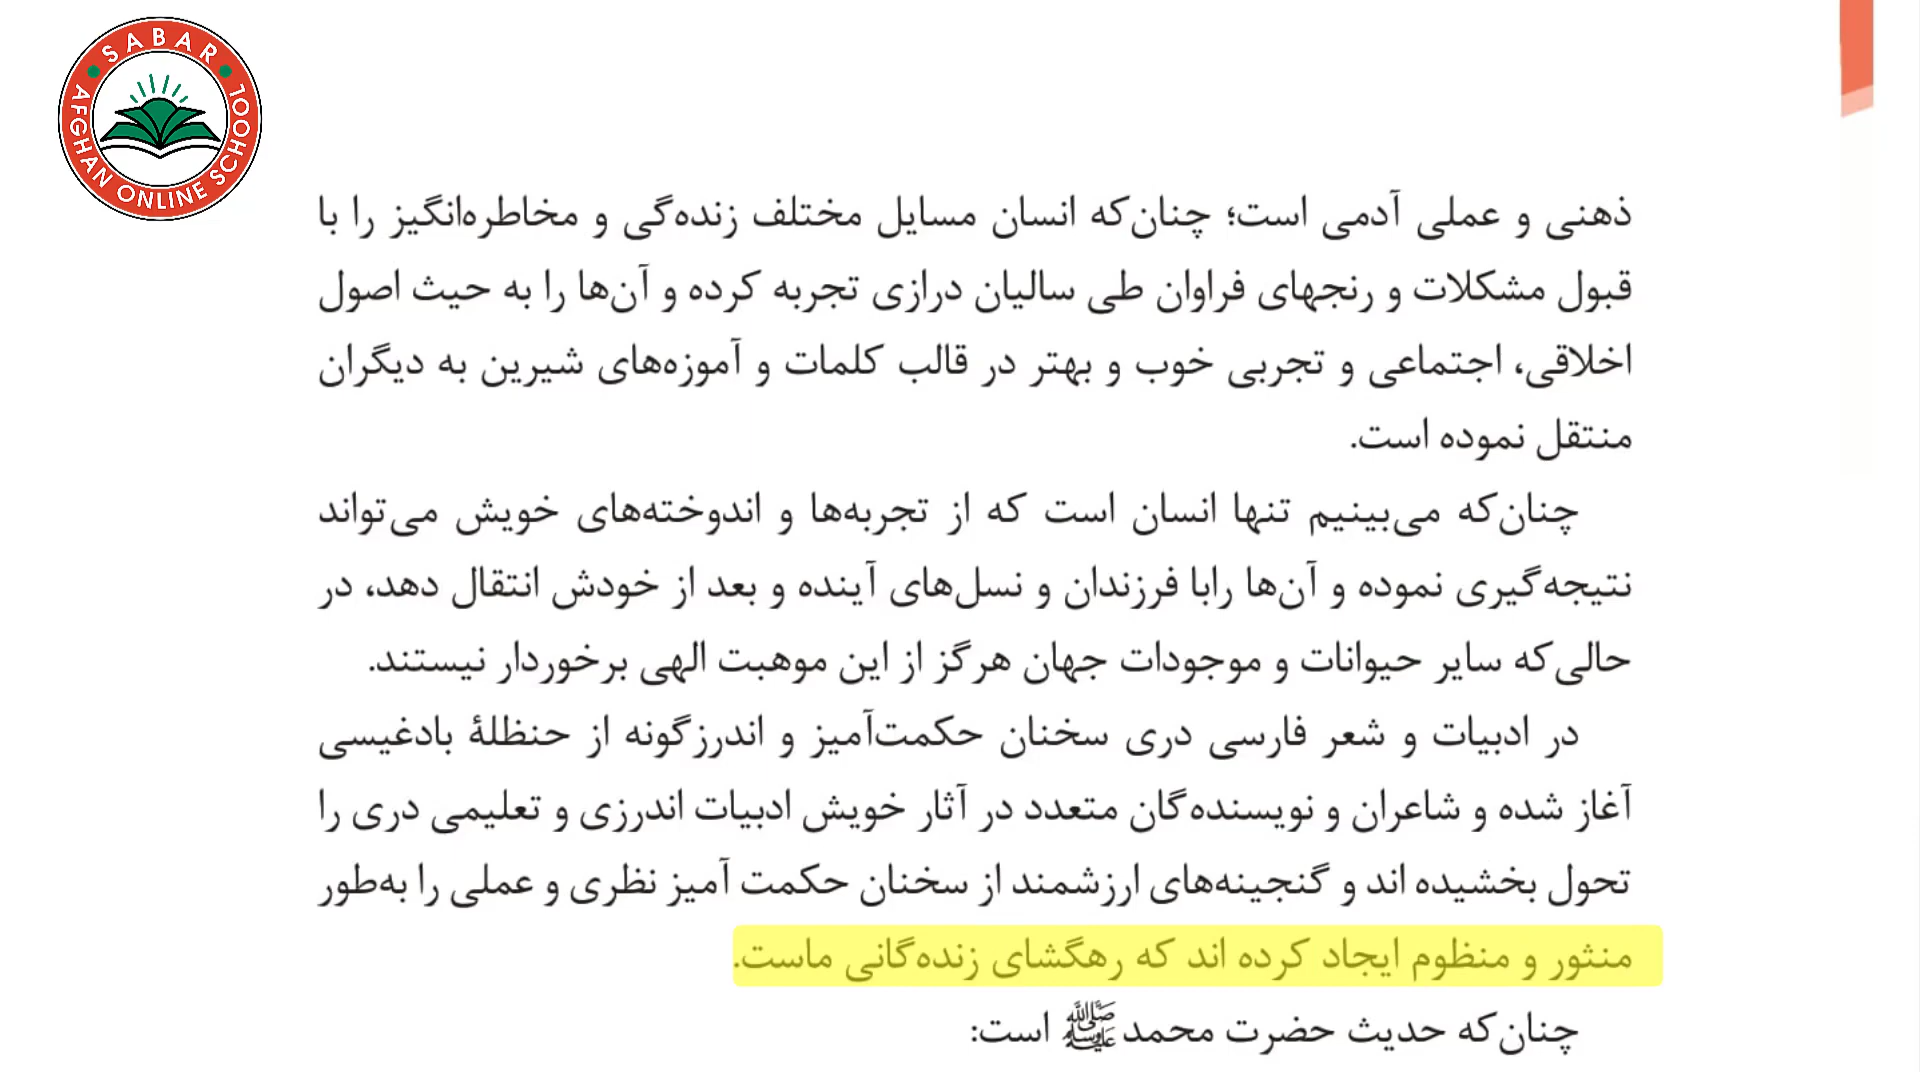 SABAR
AFGHAN ONLINE SCHOOL
ذهنی و عملی آدمی است؛ چنان‌که انسان مسایل مختلف زنده‌گی و مخاطره‌انگیز را با
قبول مشکلات و رنجهای فراوان طی سالیان درازی تجربه کرده و آن‌ها را به حیث اصول
اخلاقی، اجتماعی و تجربی خوب و بهتر در قالب کلمات و آموزه‌های شیرین به دیگران
منتقل نموده است.
چنان‌که می‌بینیم تنها انسان است که از تجربه‌ها و اندوخته‌های خویش می‌تواند
نتیجه‌گیری نموده و آن‌ها رابا فرزندان و نسل‌های آینده و بعد از خودش انتقال دهد، در
حالی‌که سایر حیوانات و موجودات جهان هرگز از این موهبت الهی برخوردار نیستند.
در ادبیات و شعر فارسی دری سخنان حکمت‌آمیز و اندرزگونه از حنظلۀ بادغیسی
آغاز شده و شاعران و نویسنده‌گان متعدد در آثار خویش ادبیات اندرزی و تعلیمی دری را
تحول بخشیده اند و گنجینه‌های ارزشمند از سخنان حکمت آمیز نظری و عملی را به‌طور
منثور و منظوم ایجاد کرده اند که رهگشای زنده‌گانی ماست.
چنان‌که حدیث حضرت محمد ﷺ است: